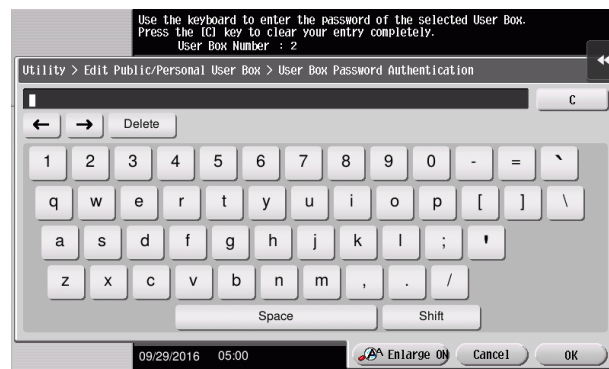 Use the keyboard to enter the password of the selected User Box.
Press the [C] key to clear your entry completely.
User Box Number : 2
Utility > Edit Public/Personal User Box > User Box Password Authentication
C
← → Delete
1 2 3 4 5 6 7 8 9 0 - = `
q w e r t y u i o p [ ] \
a s d f g h j k l ; '
z x c v b n m , . /
Space Shift
09/29/2016 05:00 AA Enlarge ON Cancel OK